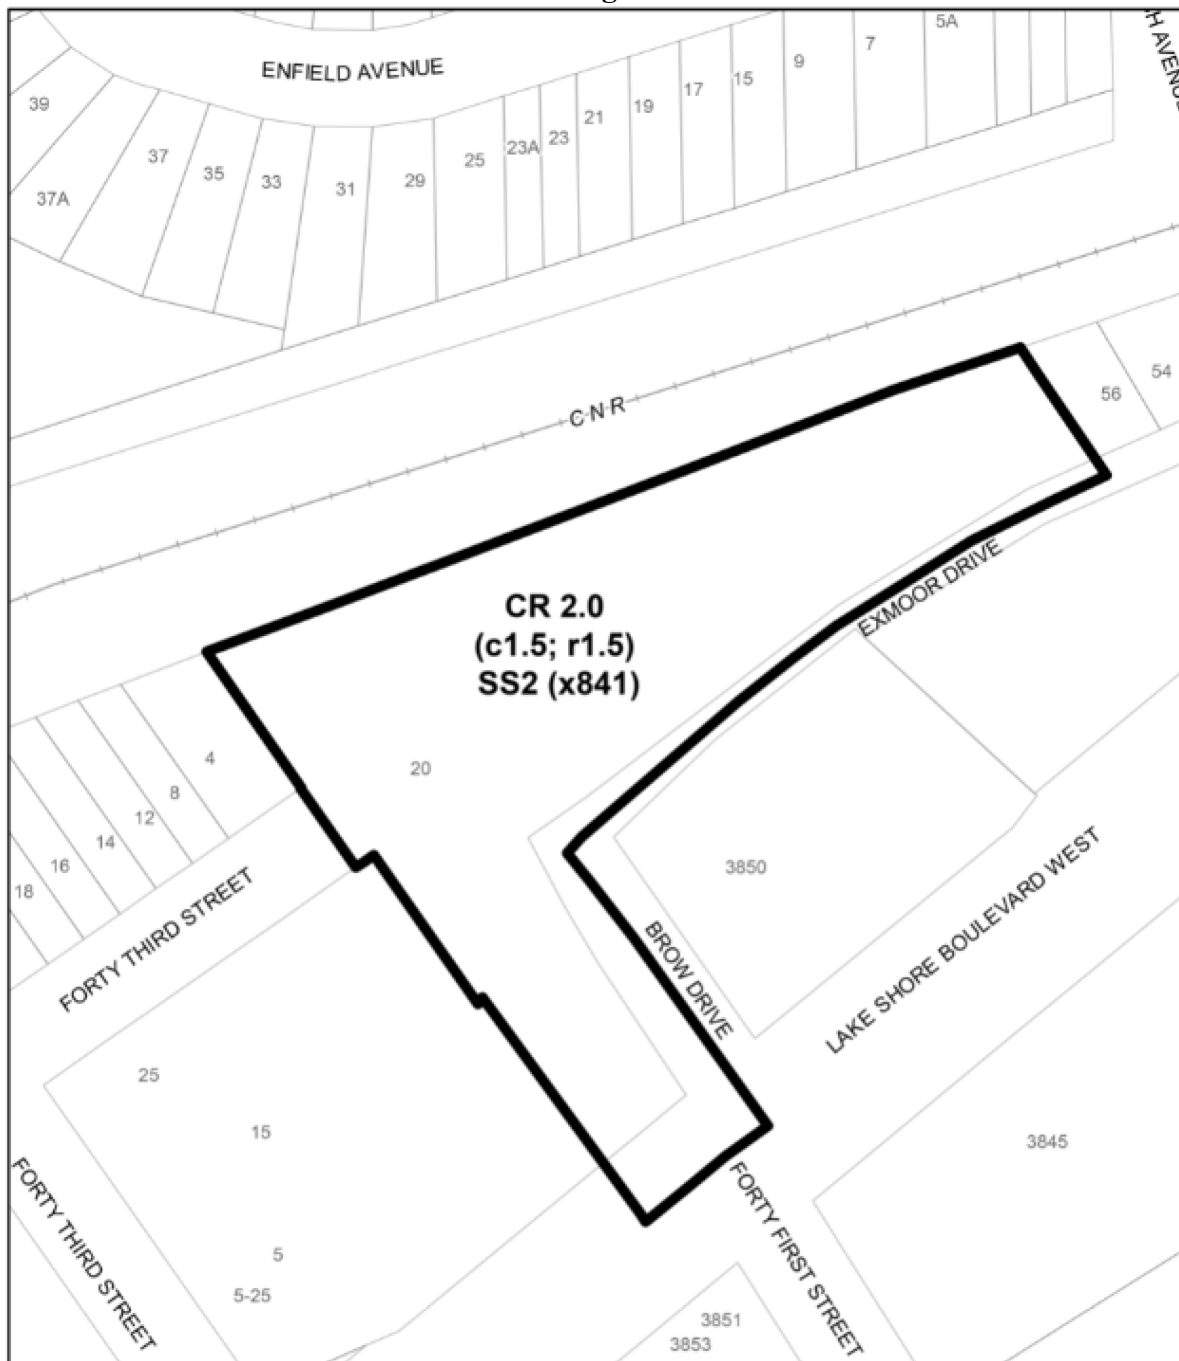 5A
7
9
15
17
19
21
23
23A
25
29
31
33
35
37
37A
39
ENFIELD AVENUE
AVENUE
C N R
54
56
CR 2.0
(c1.5; r1.5)
SS2 (x841)
EXMOOR DRIVE
4
8
12
14
16
18
20
FORTY THIRD STREET
3850
BROW DRIVE
LAKE SHORE BOULEVARD WEST
25
15
5
5-25
FORTY THIRD STREET
FORTY FIRST STREET
3845
3851
3853